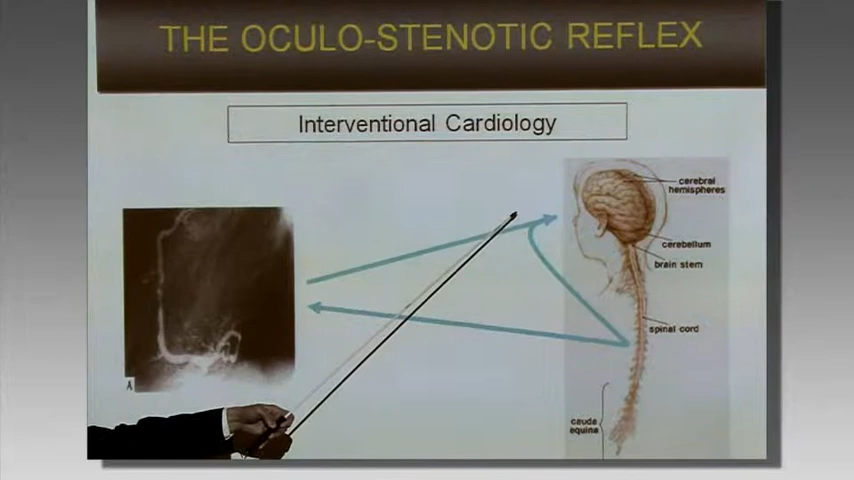 THE OCULO-STENOTIC REFLEX
Interventional Cardiology
cerebral
hemispheres
cerebellum
brain stem
spinal cord
A
cauda
equina